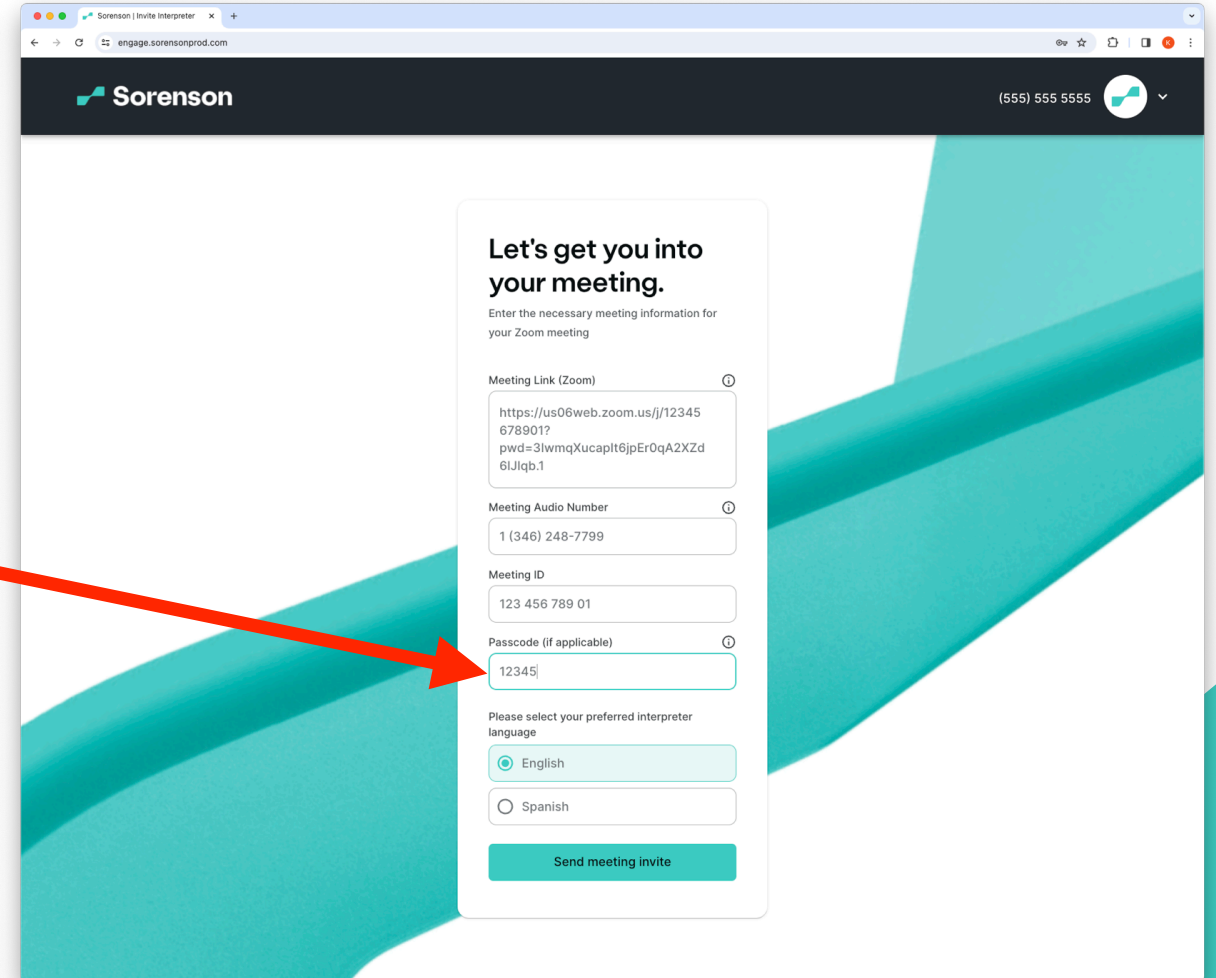 Sorenson | Invite Interpreter
engage.sorensonprod.com
K
Sorenson
(555) 555 5555
Let's get you into
your meeting.
Enter the necessary meeting information for
your Zoom meeting
Meeting Link (Zoom)
https://us06web.zoom.us/j/12345
678901?
pwd=3lwmqXucaplt6jpEr0qA2XZd
6lJlqb.1
Meeting Audio Number
1 (346) 248-7799
Meeting ID
123 456 789 01
Passcode (if applicable)
12345
Please select your preferred interpreter
language
English
Spanish
Send meeting invite